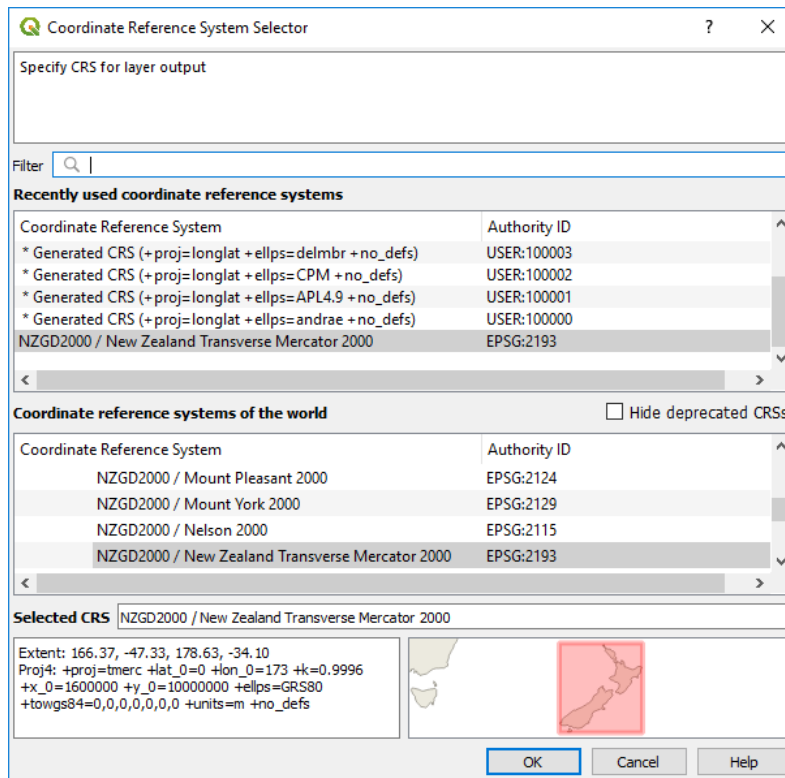 Coordinate Reference System Selector ? X
Specify CRS for layer output
Filter
Recently used coordinate reference systems
Coordinate Reference System Authority ID
* Generated CRS (+proj=longlat +ellps=delmbr +no_defs) USER:100003
* Generated CRS (+proj=longlat +ellps=CPM +no_defs) USER:100002
* Generated CRS (+proj=longlat +ellps=APL4.9 +no_defs) USER:100001
* Generated CRS (+proj=longlat +ellps=andrae +no_defs) USER:100000
NZGD2000 / New Zealand Transverse Mercator 2000 EPSG:2193
Coordinate reference systems of the world Hide deprecated CRSs
Coordinate Reference System Authority ID
NZGD2000 / Mount Pleasant 2000 EPSG:2124
NZGD2000 / Mount York 2000 EPSG:2129
NZGD2000 / Nelson 2000 EPSG:2115
NZGD2000 / New Zealand Transverse Mercator 2000 EPSG:2193
Selected CRS NZGD2000 / New Zealand Transverse Mercator 2000
Extent: 166.37, -47.33, 178.63, -34.10
Proj4: +proj=tmerc +lat_0=0 +lon_0=173 +k=0.9996
+x_0=1600000 +y_0=10000000 +ellps=GRS80
+towgs84=0,0,0,0,0,0,0 +units=m +no_defs
OK Cancel Help